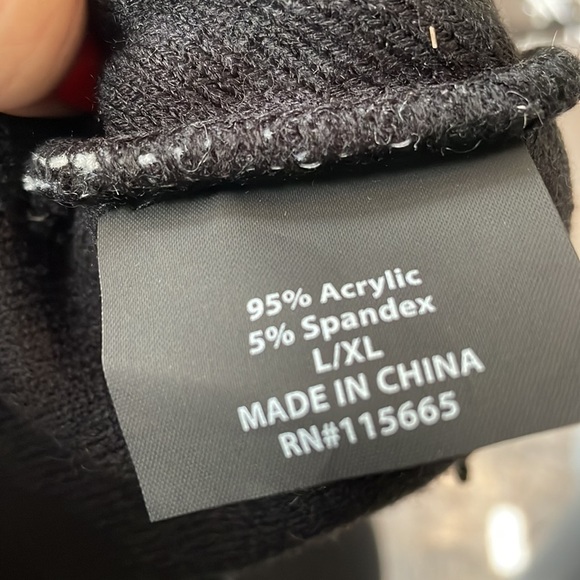 95% Acrylic
5% Spandex
L/XL
MADE IN CHINA
RN#115665